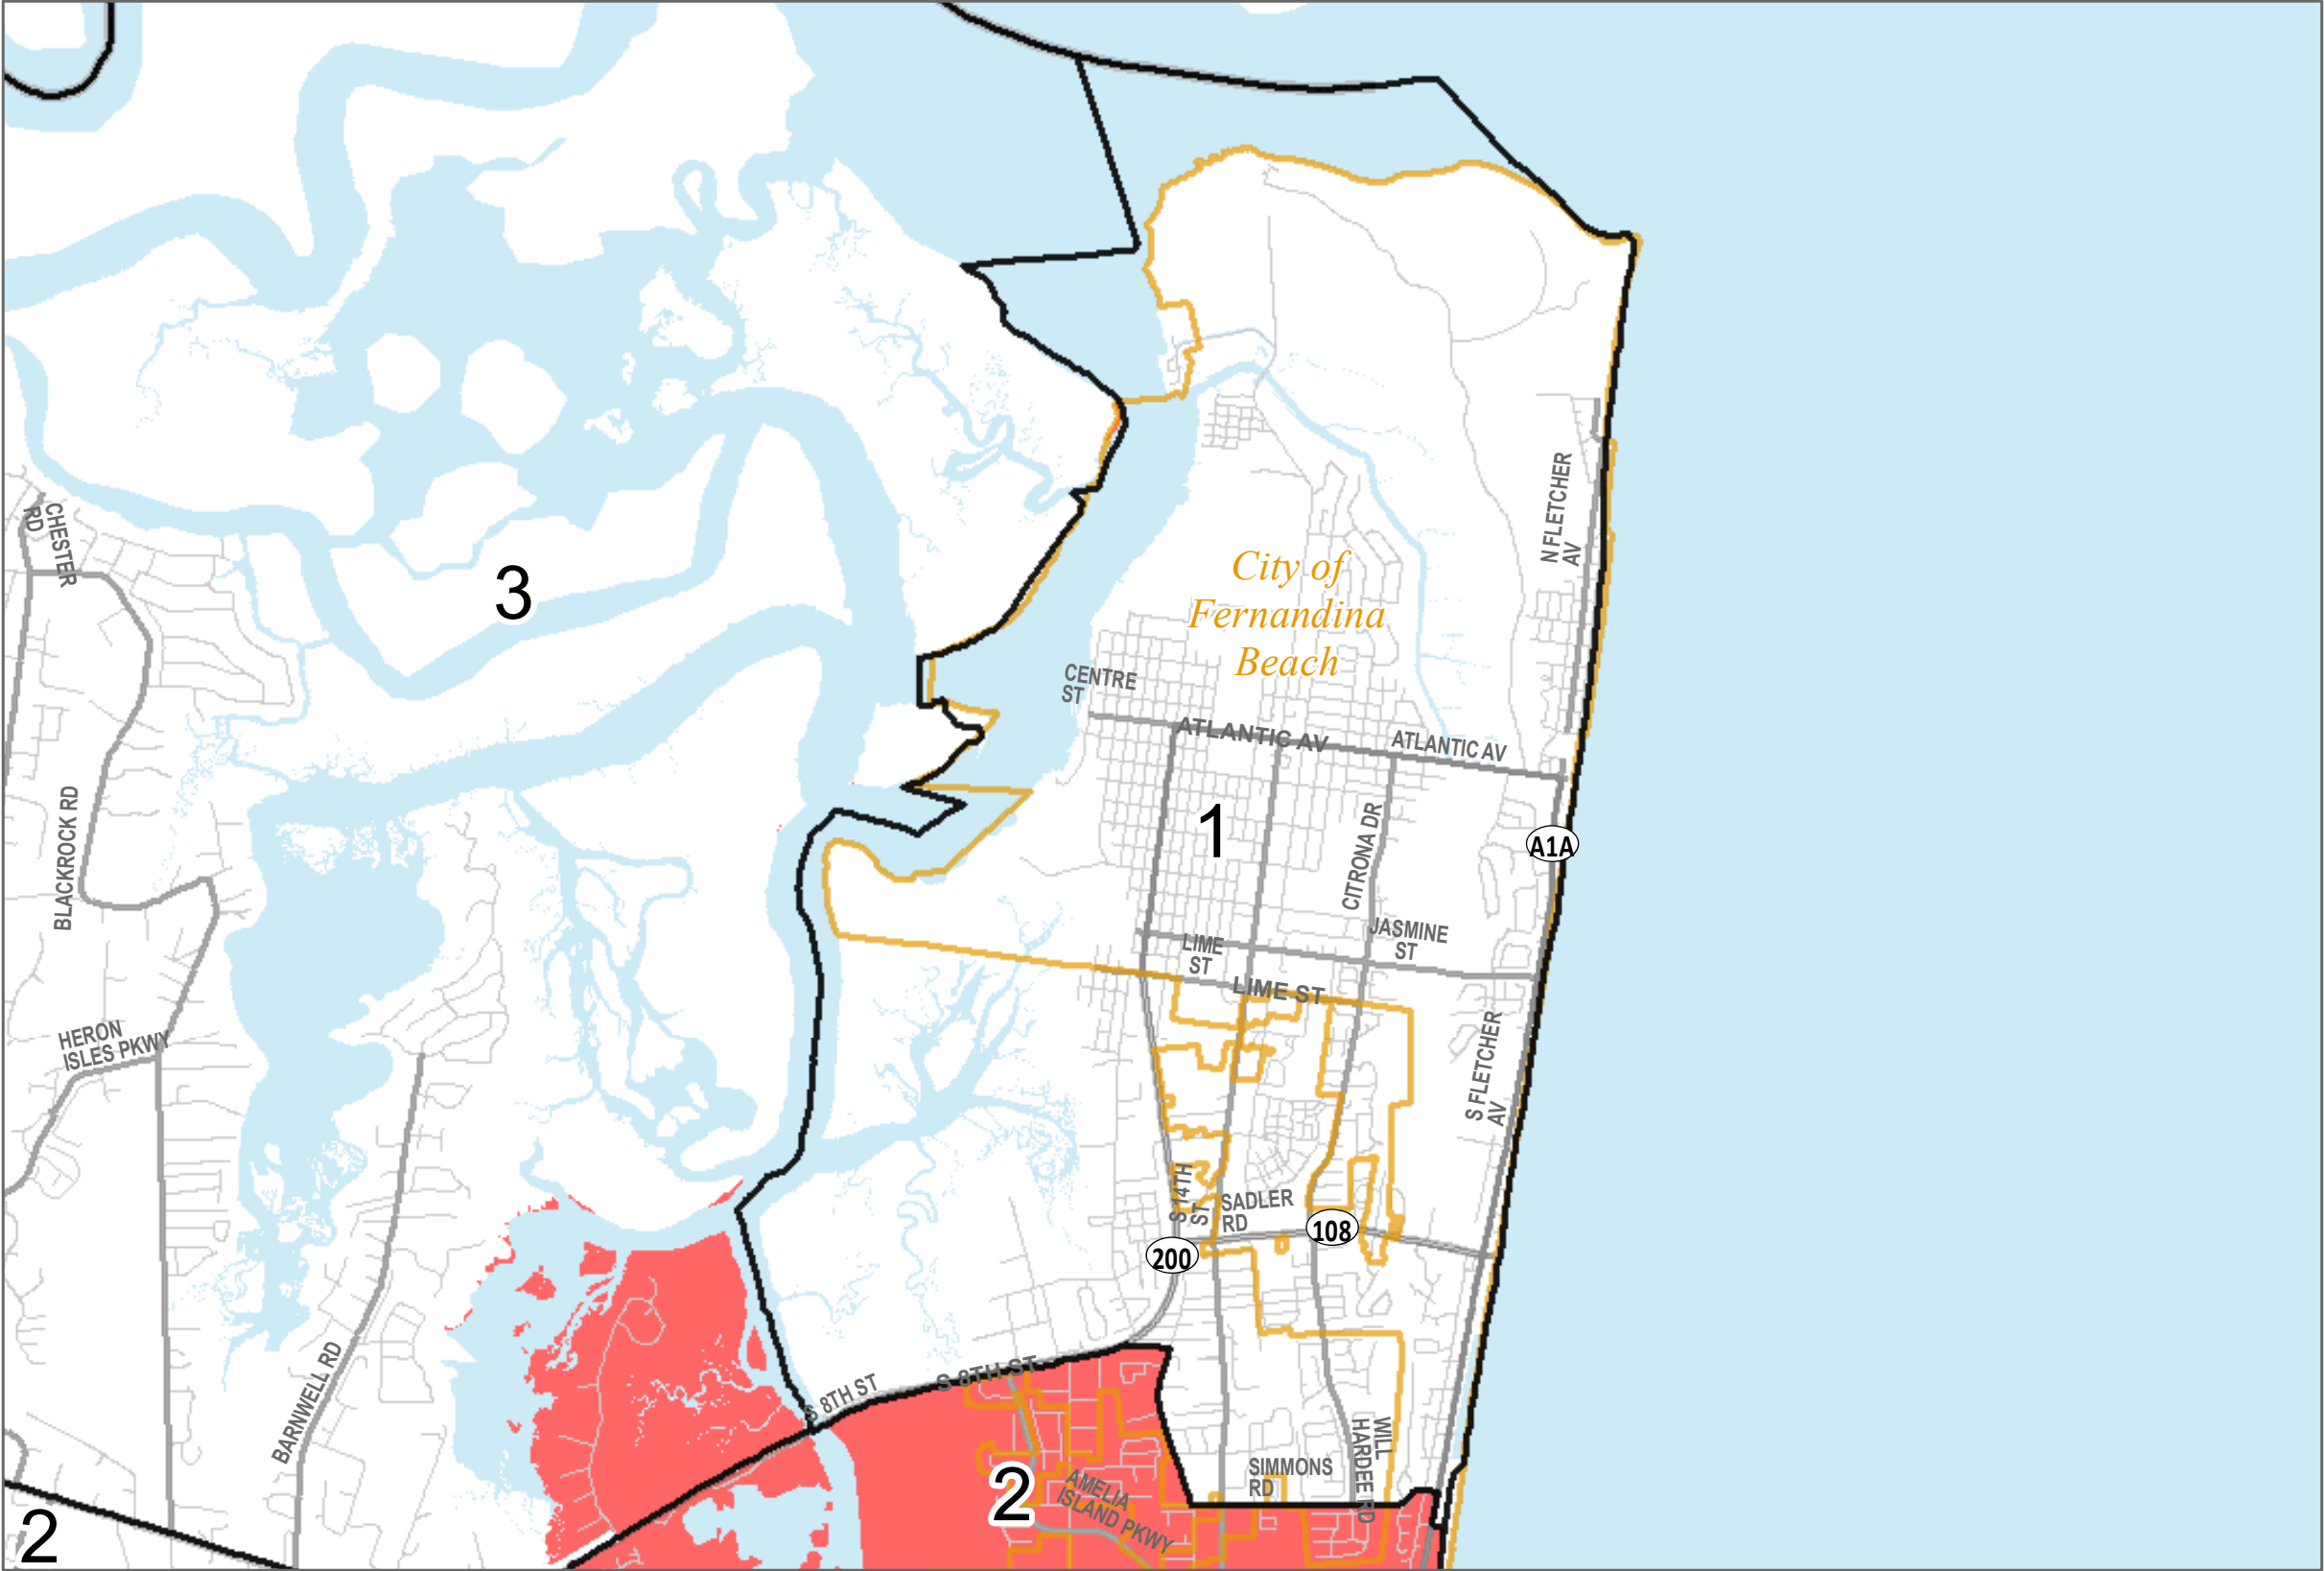 CHESTER
RD
3
City of
Fernandina
Beach
N FLETCHER
AV
CENTRE
ST
ATLANTIC AV
ATLANTIC AV
BLACKROCK RD
1
CITRONA DR
A1A
LIME
ST
JASMINE
ST
LIME ST
HERON
ISLES PKWY
S FLETCHER
AV
S 14TH
ST
SADLER
RD
108
200
BARNWELL RD
S 8TH ST
S 8TH ST
WILL
HARDEE RD
SIMMONS
RD
AMELIA
ISLAND PKWY
2
2